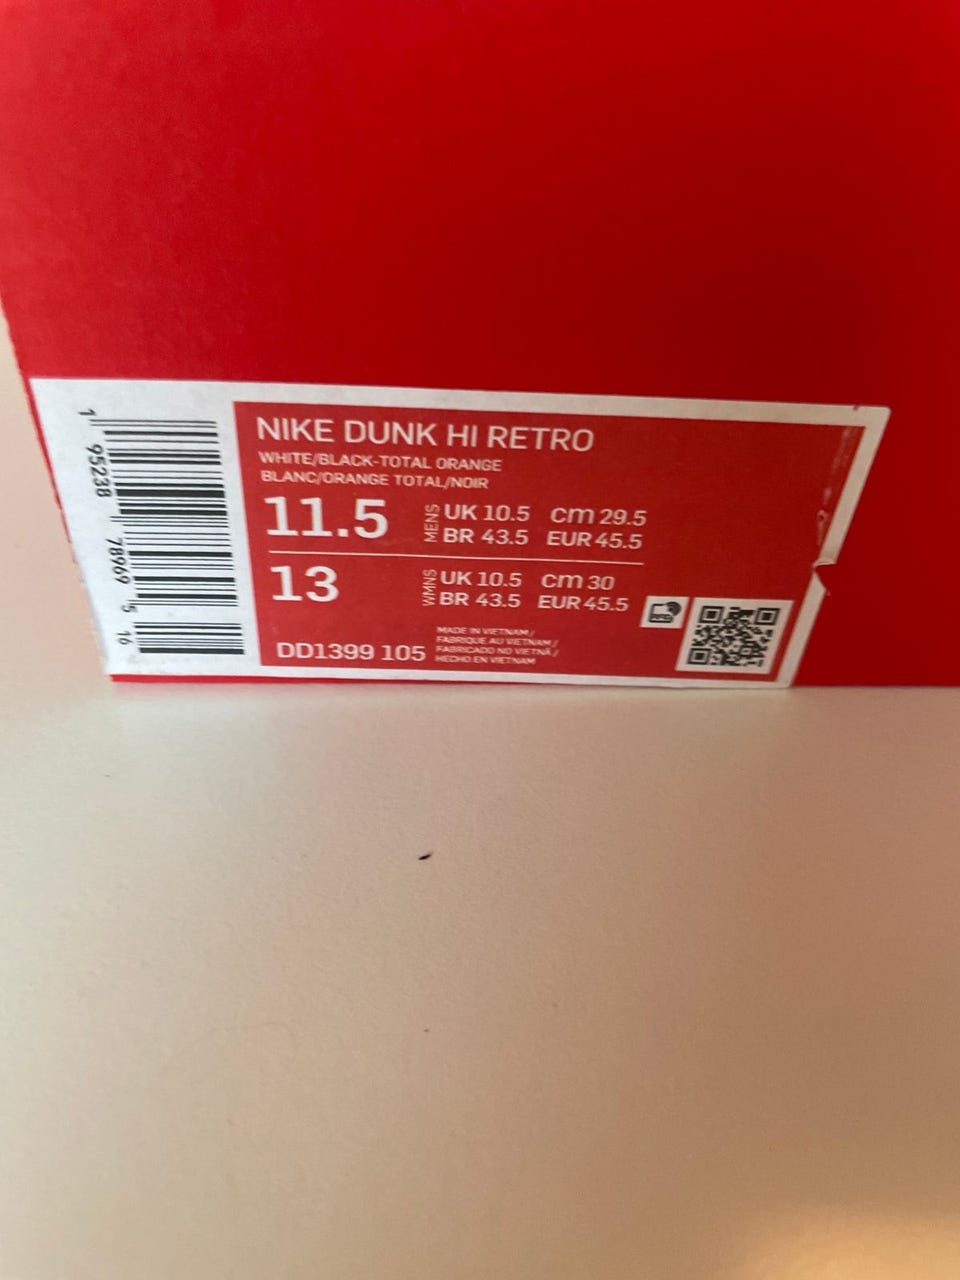 NIKE DUNK HI RETRO
WHITE/BLACK-TOTAL ORANGE
BLANC/ORANGE TOTAL/NOIR
11.5 MENS UK 10.5 cm 29.5
BR 43.5 EUR 45.5
13 WMNS UK 10.5 cm 30
BR 43.5 EUR 45.5
DD1399 105
MADE IN VIETNAM/
FABRIQUE AU VIETNAM/
FABRICADO NO VIETNÃ/
HECHO EN VIETNAM
1 95238 78969 5 16